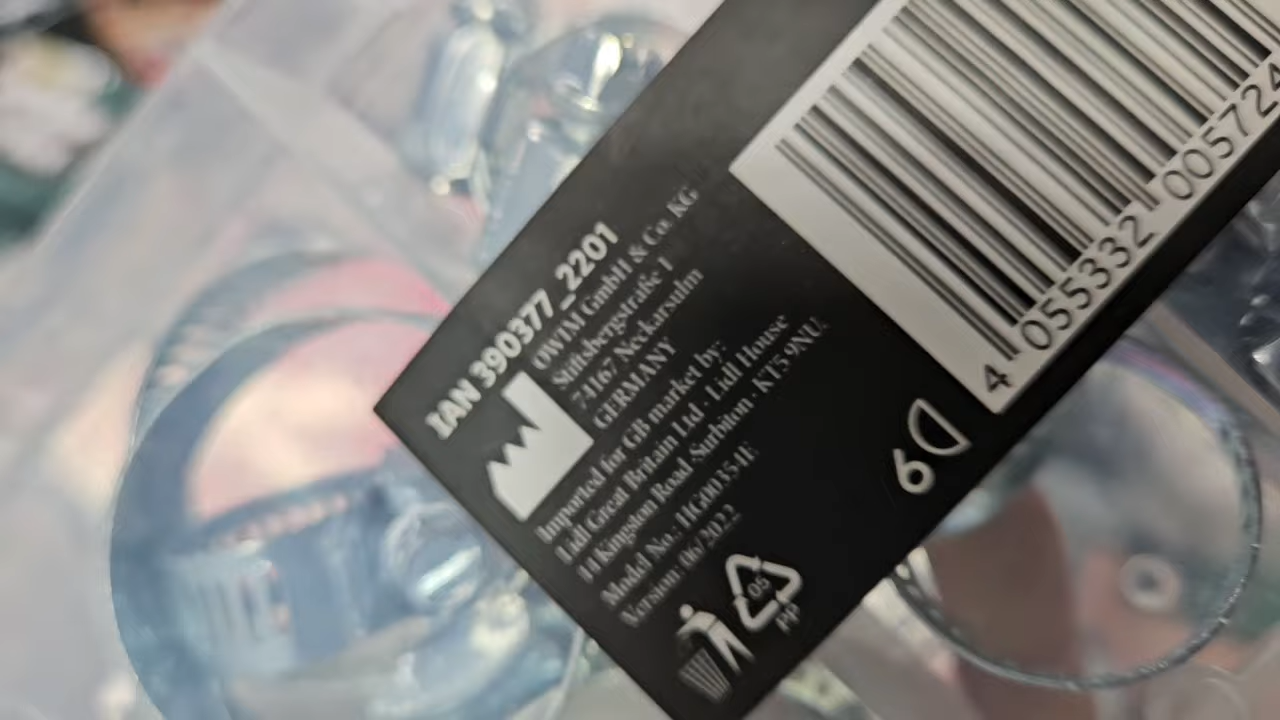 IAN 390377_2201
OWIM GmbH & Co. KG
Stiftsbergstraße 1
74167 Neckarsulm
GERMANY
Imported for GB market by:
Lidl Great Britain Ltd · Lidl House
14 Kingston Road · Surbiton · KT5 9NU.
Model No.: HG00354E
Version: 06/2022
05
PP
6
4 055332 005724